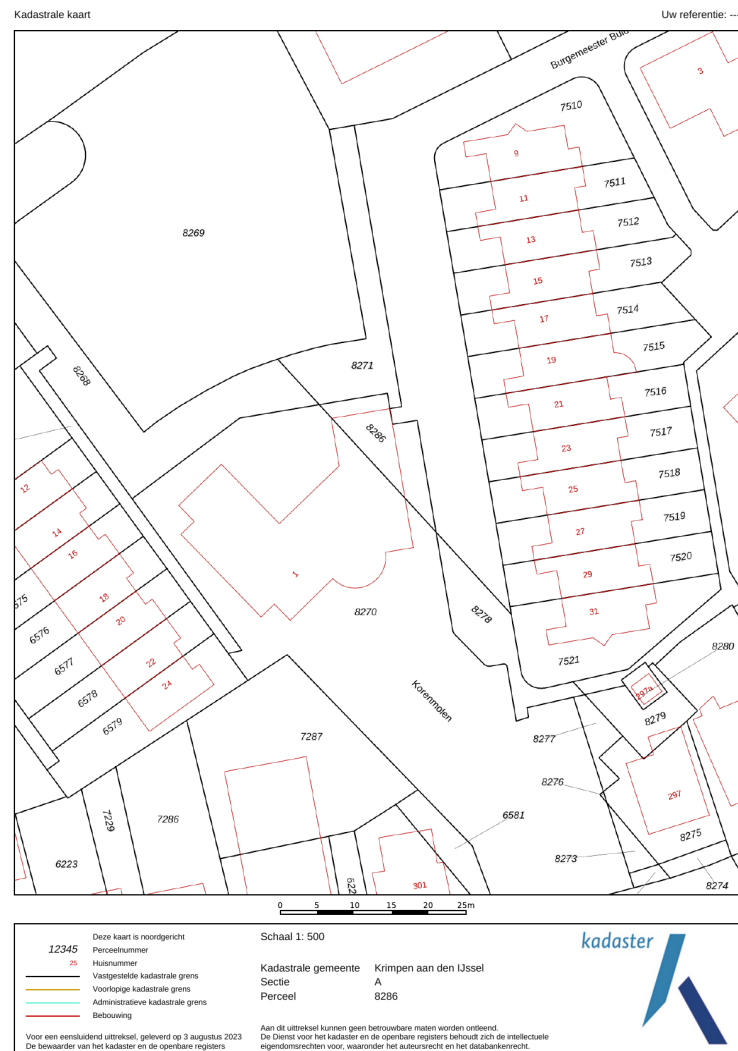 Kadastrale kaart
Uw referentie: ---
Burgemeester
3
7510
9
7511
11
7512
13
8269
7513
15
7514
17
7515
19
8271
8268
7516
21
8286
7517
23
7518
25
12
7519
14
27
16
7520
1
29
18
6576
8270
8278
31
20
6577
8280
22
7521
24
6578
297a
Korenmolen
6579
8279
7287
8277
8276
297
7229
7286
6581
8275
8273
6223
301
8274
0 5 10 15 20 25m
Deze kaart is noordgericht
12345 Perceelnummer
25 Huisnummer
Vastgestelde kadastrale grens
Voorlopige kadastrale grens
Administratieve kadastrale grens
Bebouwing
Voor een eensluidend uittreksel, geleverd op 3 augustus 2023
De bewaarder van het kadaster en de openbare registers
Schaal 1: 500
Kadastrale gemeente Krimpen aan den IJssel
Sectie A
Perceel 8286
Aan dit uittreksel kunnen geen betrouwbare maten worden ontleend.
De Dienst voor het kadaster en de openbare registers behoudt zich de intellectuele
eigendomsrechten voor, waaronder het auteursrecht en het databankenrecht.
kadaster